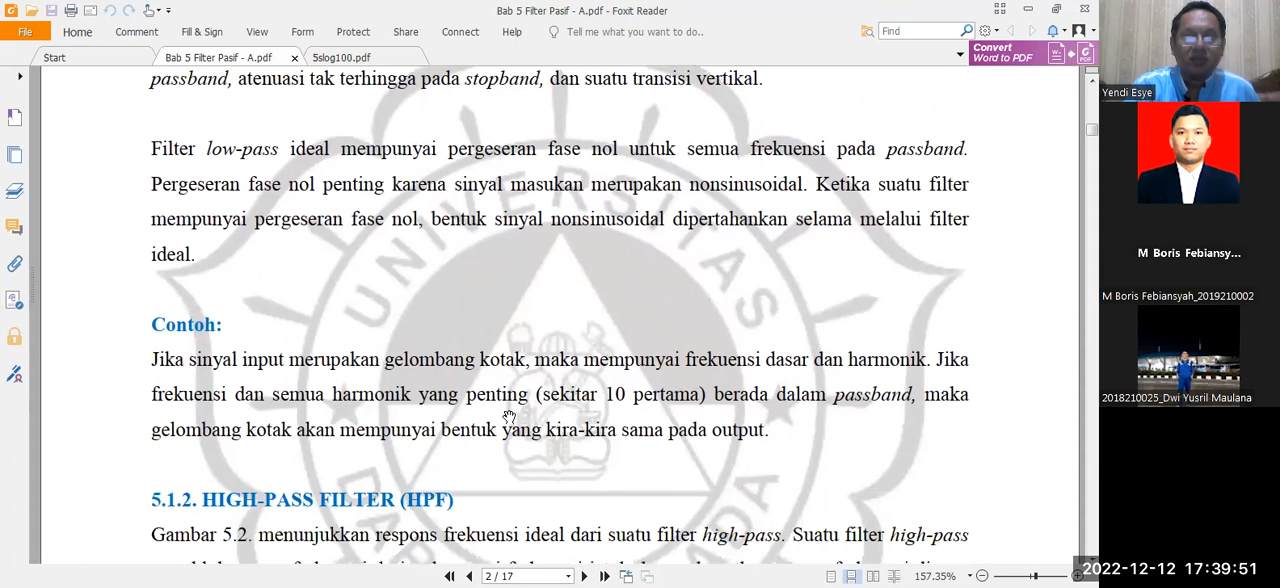 Bab 5 Filter Pasif - A.pdf - Foxit Reader
File Home Comment Fill & Sign View Form Protect Share Connect Help Tell me what you want to do.. Find
Start Bab 5 Filter Pasif - A.pdf 5slog100.pdf
Convert
Word to PDF
passband, atenuasi tak terhingga pada stopband, dan suatu transisi vertikal.
Filter low-pass ideal mempunyai pergeseran fase nol untuk semua frekuensi pada passband.
Pergeseran fase nol penting karena sinyal masukan merupakan nonsinusoidal. Ketika suatu filter
mempunyai pergeseran fase nol, bentuk sinyal nonsinusoidal dipertahankan selama melalui filter
ideal.
Contoh:
Jika sinyal input merupakan gelombang kotak, maka mempunyai frekuensi dasar dan harmonik. Jika
frekuensi dan semua harmonik yang penting (sekitar 10 pertama) berada dalam passband, maka
gelombang kotak akan mempunyai bentuk yang kira-kira sama pada output.
5.1.2. HIGH-PASS FILTER (HPF)
Gambar 5.2. menunjukkan respons frekuensi ideal dari suatu filter high-pass. Suatu filter high-pass
UNIVERSITAS
2 / 17
157.35%
Yendi Esye
M Boris Febiansy...
M Boris Febiansyah_2019210002
2018210025_Dwi Yusril Maulana
2022-12-12 17:39:51